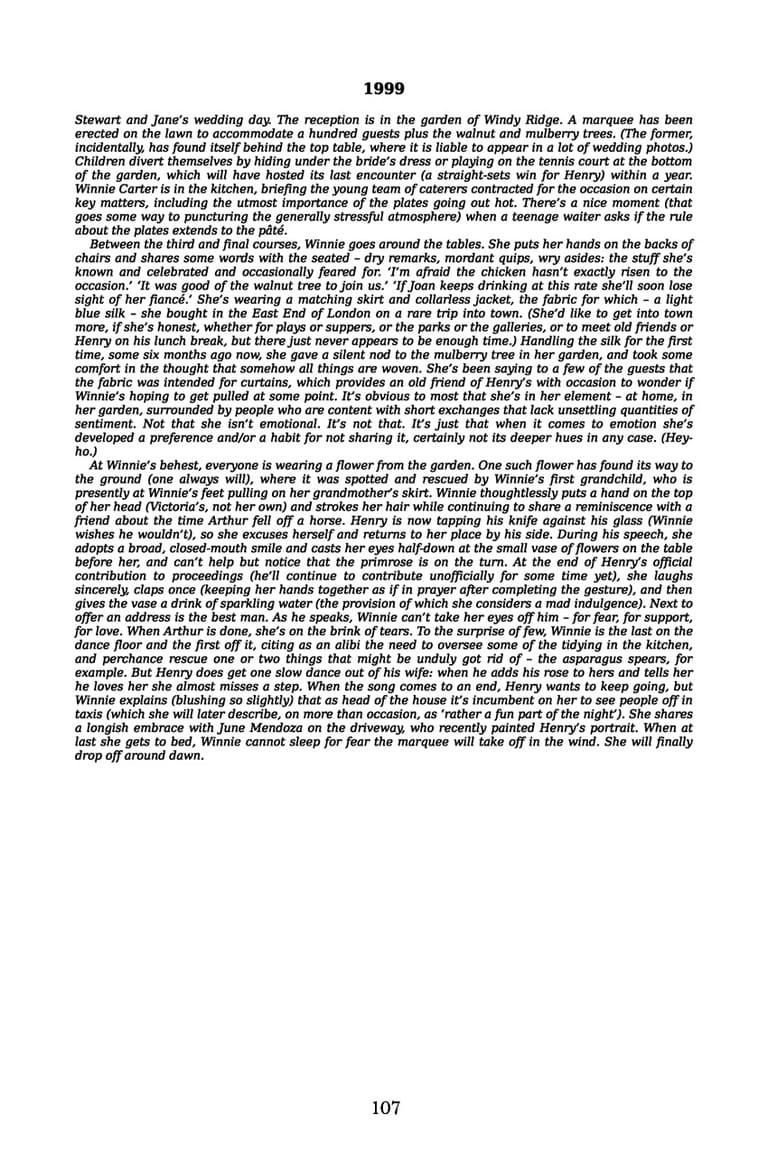 1999
Stewart and Jane’s wedding day. The reception is in the garden of Windy Ridge. A marquee has been
erected on the lawn to accommodate a hundred guests plus the walnut and mulberry trees. (The former,
incidentally, has found itself behind the top table, where it is liable to appear in a lot of wedding photos.)
Children divert themselves by hiding under the bride’s dress or playing on the tennis court at the bottom
of the garden, which will have hosted its last encounter (a straight-sets win for Henry) within a year.
Winnie Carter is in the kitchen, briefing the young team of caterers contracted for the occasion on certain
key matters, including the utmost importance of the plates going out hot. There’s a nice moment (that
goes some way to puncturing the generally stressful atmosphere) when a teenage waiter asks if the rule
about the plates extends to the pâté.
Between the third and final courses, Winnie goes around the tables. She puts her hands on the backs of
chairs and shares some words with the seated – dry remarks, mordant quips, wry asides: the stuff she’s
known and celebrated and occasionally feared for. ‘I’m afraid the chicken hasn’t exactly risen to the
occasion.’ ‘It was good of the walnut tree to join us.’ ‘If Joan keeps drinking at this rate she’ll soon lose
sight of her fiancé.’ She’s wearing a matching skirt and collarless jacket, the fabric for which – a light
blue silk – she bought in the East End of London on a rare trip into town. (She’d like to get into town
more, if she’s honest, whether for plays or suppers, or the parks or the galleries, or to meet old friends or
Henry on his lunch break, but there just never appears to be enough time.) Handling the silk for the first
time, some six months ago now, she gave a silent nod to the mulberry tree in her garden, and took some
comfort in the thought that somehow all things are woven. She’s been saying to a few of the guests that
the fabric was intended for curtains, which provides an old friend of Henry’s with occasion to wonder if
Winnie’s hoping to get pulled at some point. It’s obvious to most that she’s in her element – at home, in
her garden, surrounded by people who are content with short exchanges that lack unsettling quantities of
sentiment. Not that she isn’t emotional. It’s not that. It’s just that when it comes to emotion she’s
developed a preference and/or a habit for not sharing it, certainly not its deeper hues in any case. (Hey-
ho.)
At Winnie’s behest, everyone is wearing a flower from the garden. One such flower has found its way to
the ground (one always will), where it was spotted and rescued by Winnie’s first grandchild, who is
presently at Winnie’s feet pulling on her grandmother’s skirt. Winnie thoughtlessly puts a hand on the top
of her head (Victoria’s, not her own) and strokes her hair while continuing to share a reminiscence with a
friend about the time Arthur fell off a horse. Henry is now tapping his knife against his glass (Winnie
wishes he wouldn’t), so she excuses herself and returns to her place by his side. During his speech, she
adopts a broad, closed-mouth smile and casts her eyes half-down at the small vase of flowers on the table
before her, and can’t help but notice that the primrose is on the turn. At the end of Henry’s official
contribution to proceedings (he’ll continue to contribute unofficially for some time yet), she laughs
sincerely, claps once (keeping her hands together as if in prayer after completing the gesture), and then
gives the vase a drink of sparkling water (the provision of which she considers a mad indulgence). Next to
offer an address is the best man. As he speaks, Winnie can’t take her eyes off him – for fear, for support,
for love. When Arthur is done, she’s on the brink of tears. To the surprise of few, Winnie is the last on the
dance floor and the first off it, citing as an alibi the need to oversee some of the tidying in the kitchen,
and perchance rescue one or two things that might be unduly got rid of – the asparagus spears, for
example. But Henry does get one slow dance out of his wife: when he adds his rose to hers and tells her
he loves her she almost misses a step. When the song comes to an end, Henry wants to keep going, but
Winnie explains (blushing so slightly) that as head of the house it’s incumbent on her to see people off in
taxis (which she will later describe, on more than occasion, as ‘rather a fun part of the night’). She shares
a longish embrace with June Mendoza on the driveway, who recently painted Henry’s portrait. When at
last she gets to bed, Winnie cannot sleep for fear the marquee will take off in the wind. She will finally
drop off around dawn.
107